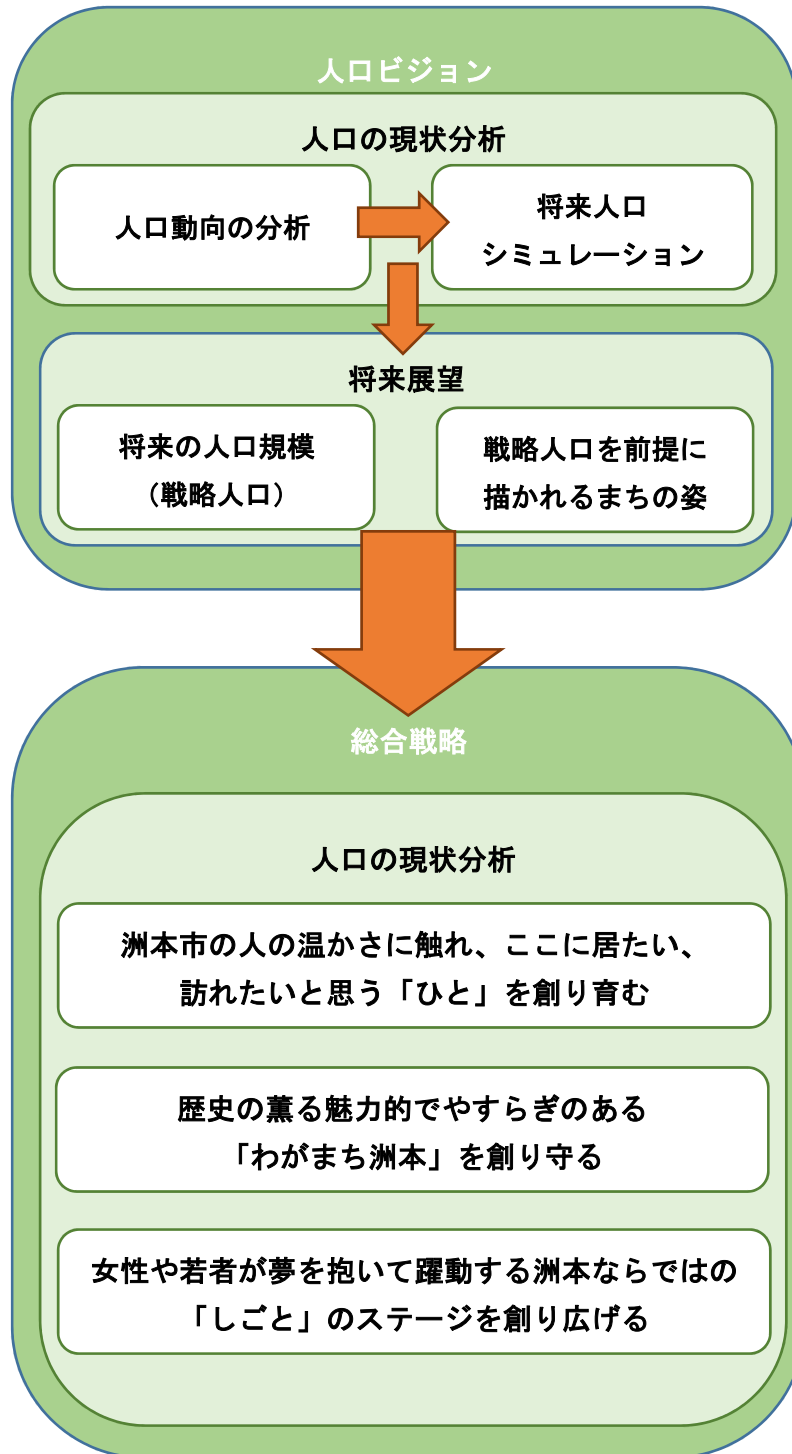 人口ビジョン
人口の現状分析
人口動向の分析
将来人口
シミュレーション
将来展望
将来の人口規模
（戦略人口）
戦略人口を前提に
描かれるまちの姿
総合戦略
人口の現状分析
洲本市の人の温かさに触れ、ここに居たい、
訪れたいと思う「ひと」を創り育む
歴史の薫る魅力的でやすらぎのある
「わがまち洲本」を創り守る
女性や若者が夢を抱いて躍動する洲本ならではの
「しごと」のステージを創り広げる